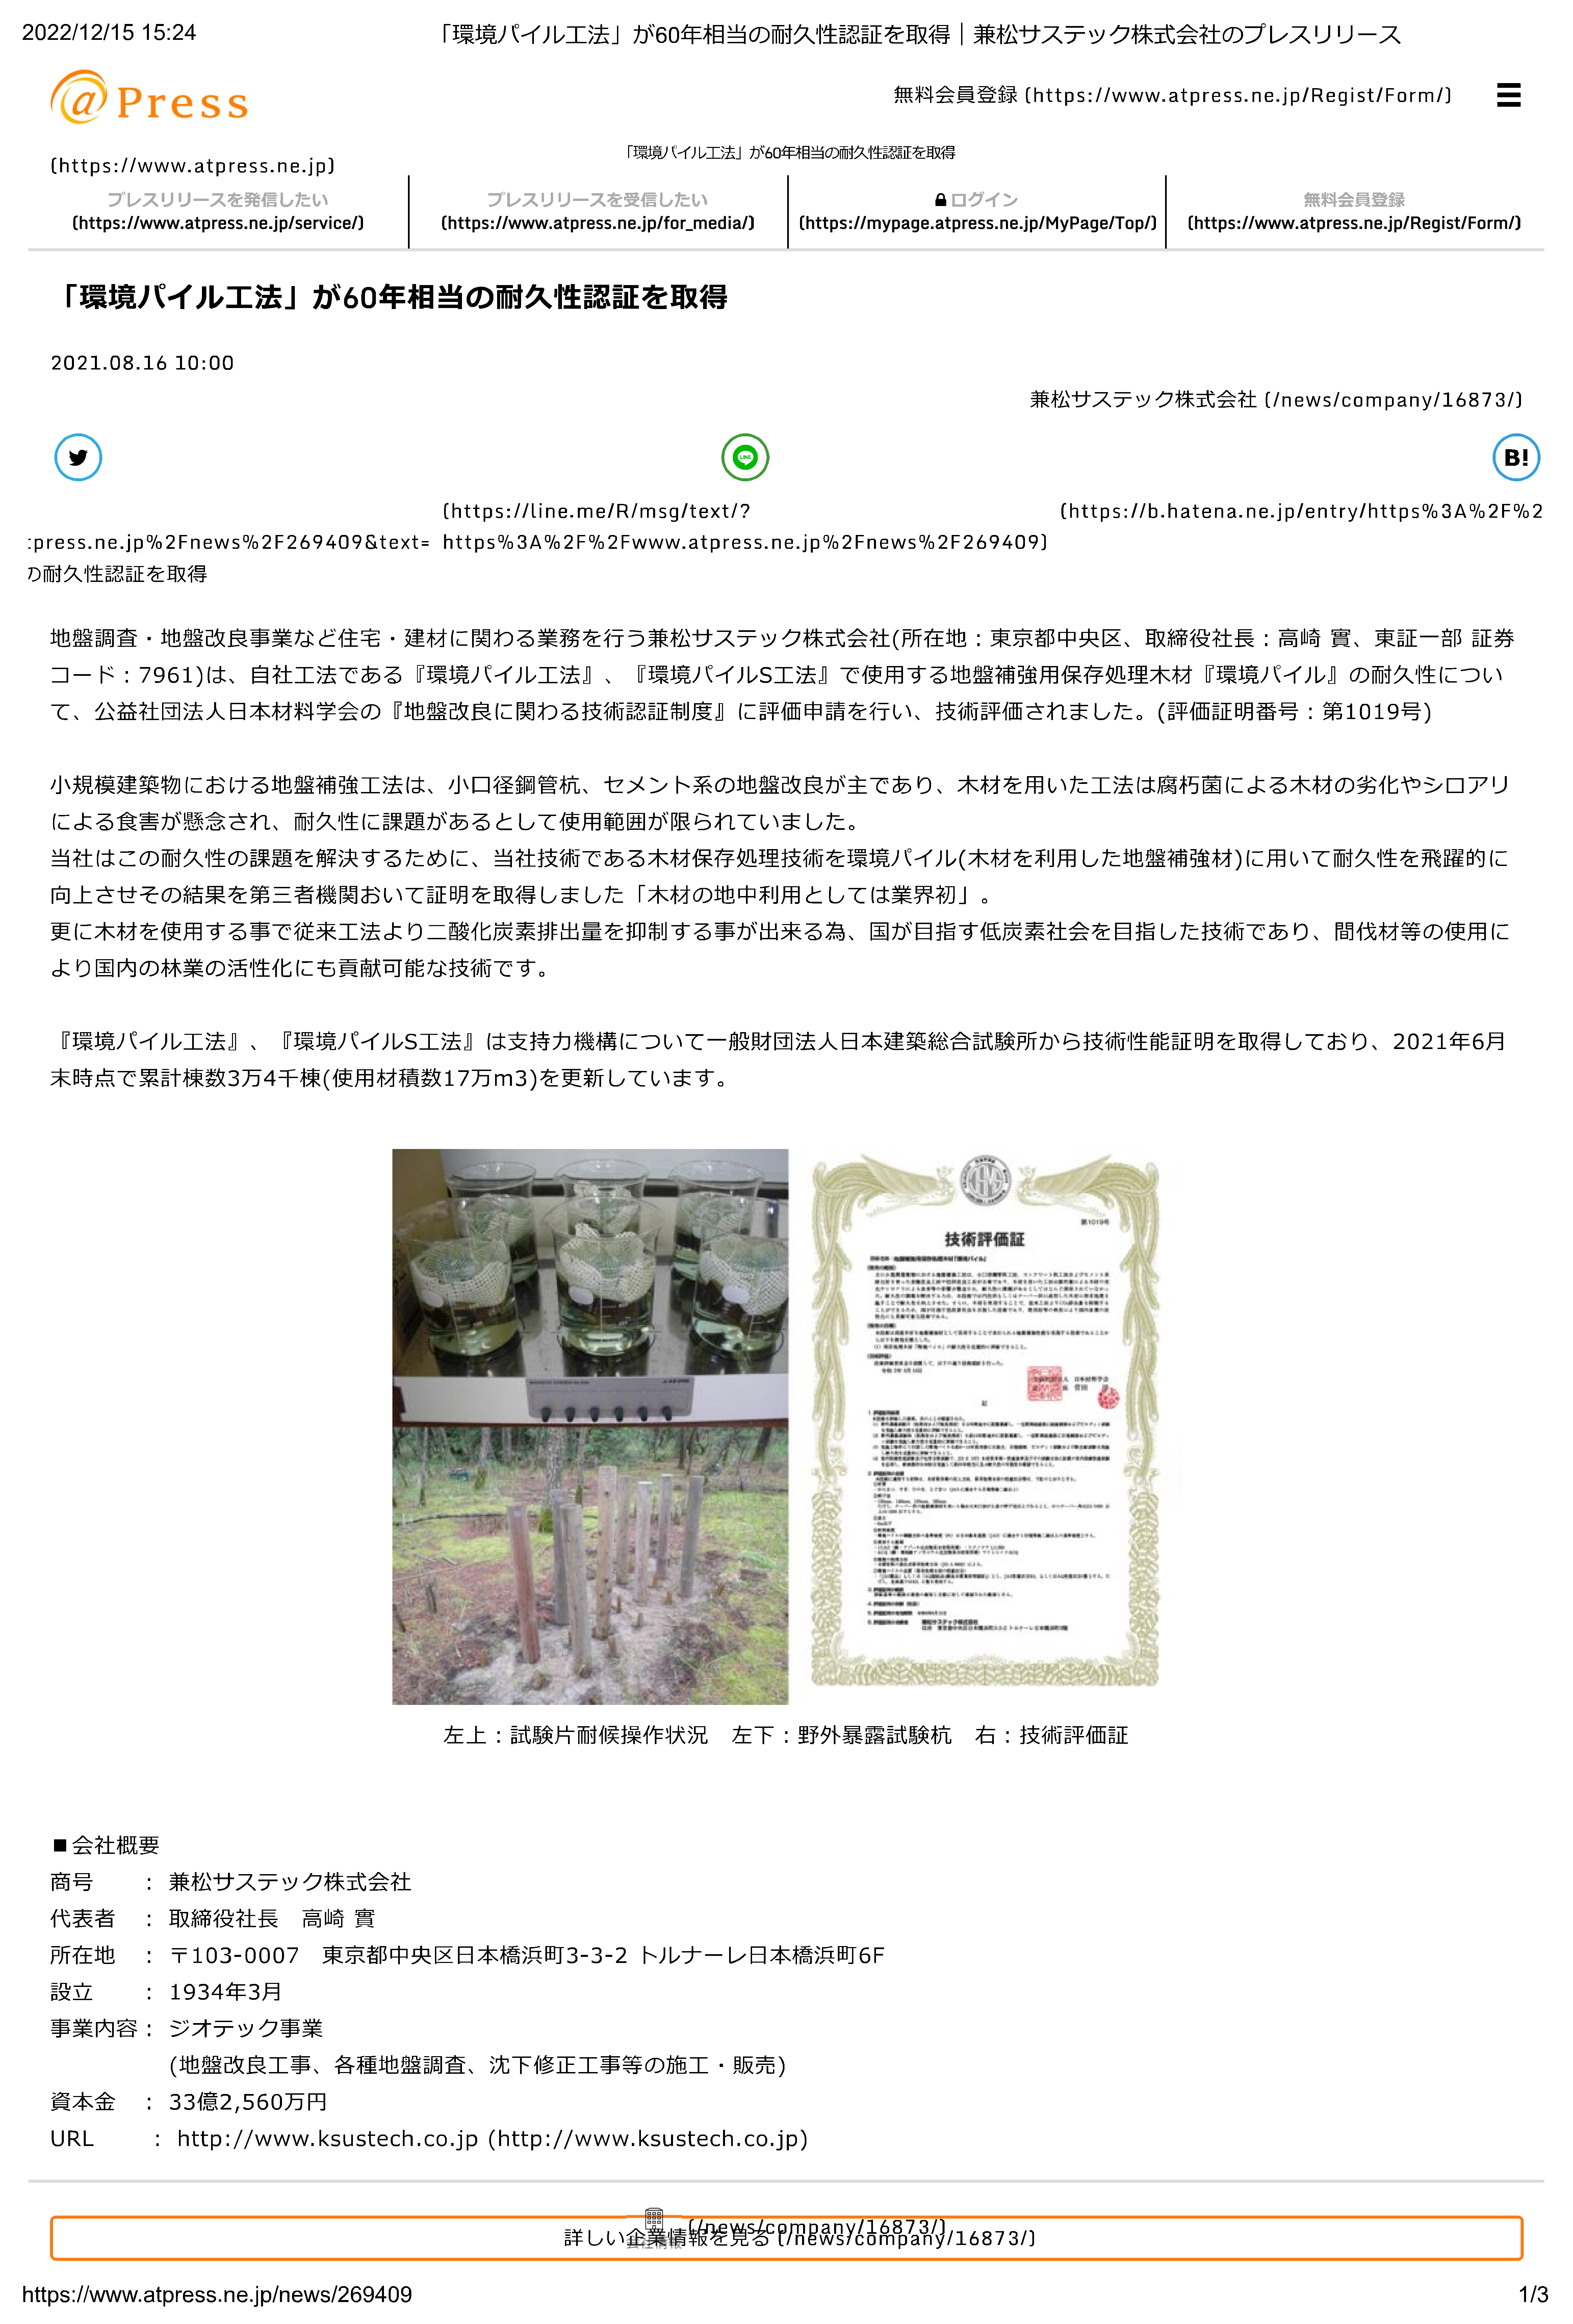 2022/12/15 15:24
「環境パイル工法」が60年相当の耐久性認証を取得｜兼松サステック株式会社のプレスリリース
@Press
無料会員登録 (https://www.atpress.ne.jp/Regist/Form/)
(https://www.atpress.ne.jp)
「環境パイル工法」が60年相当の耐久性認証を取得
プレスリリースを発信したい
(https://www.atpress.ne.jp/service/)
プレスリリースを受信したい
(https://www.atpress.ne.jp/for_media/)
ログイン
(https://mypage.atpress.ne.jp/MyPage/Top/)
無料会員登録
(https://www.atpress.ne.jp/Regist/Form/)
「環境パイル工法」が60年相当の耐久性認証を取得
2021.08.16 10:00
兼松サステック株式会社 (/news/company/16873/)
LINE
B!
(https://line.me/R/msg/text/?
(https://b.hatena.ne.jp/entry/https%3A%2F%2
press.ne.jp%2Fnews%2F269409&text=
https%3A%2F%2Fwww.atpress.ne.jp%2Fnews%2F269409)
の耐久性認証を取得
地盤調査・地盤改良事業など住宅・建材に関わる業務を行う兼松サステック株式会社(所在地：東京都中央区、取締役社長：高崎 實、東証一部 証券
コード：7961)は、自社工法である『環境パイル工法』、『環境パイルS工法』で使用する地盤補強用保存処理木材『環境パイル』の耐久性につい
て、公益社団法人日本材料学会の『地盤改良に関わる技術認証制度』に評価申請を行い、技術評価されました。(評価証明番号：第1019号)
小規模建築物における地盤補強工法は、小口径鋼管杭、セメント系の地盤改良が主であり、木材を用いた工法は腐朽菌による木材の劣化やシロアリ
による食害が懸念され、耐久性に課題があるとして使用範囲が限られていました。
当社はこの耐久性の課題を解決するために、当社技術である木材保存処理技術を環境パイル(木材を利用した地盤補強材)に用いて耐久性を飛躍的に
向上させその結果を第三者機関おいて証明を取得しました「木材の地中利用としては業界初」。
更に木材を使用する事で従来工法より二酸化炭素排出量を抑制する事が出来る為、国が目指す低炭素社会を目指した技術であり、間伐材等の使用に
より国内の林業の活性化にも貢献可能な技術です。
『環境パイル工法』、『環境パイルS工法』は支持力機構について一般財団法人日本建築総合試験所から技術性能証明を取得しており、2021年6月
末時点で累計棟数3万4千棟(使用材積数17万m3)を更新しています。
第1019号
技術評価証
左上：試験片耐候操作状況　左下：野外暴露試験杭　右：技術評価証
■会社概要
商号　　： 兼松サステック株式会社
代表者　： 取締役社長　高崎 實
所在地　： 〒103-0007　東京都中央区日本橋浜町3-3-2 トルナーレ日本橋浜町6F
設立　　： 1934年3月
事業内容： ジオテック事業
(地盤改良工事、各種地盤調査、沈下修正工事等の施工・販売)
資本金　： 33億2,560万円
URL　　： http://www.ksustech.co.jp (http://www.ksustech.co.jp)
(/news/company/16873/)
会社情報
詳しい企業情報を見る (/news/company/16873/)
https://www.atpress.ne.jp/news/269409
1/3